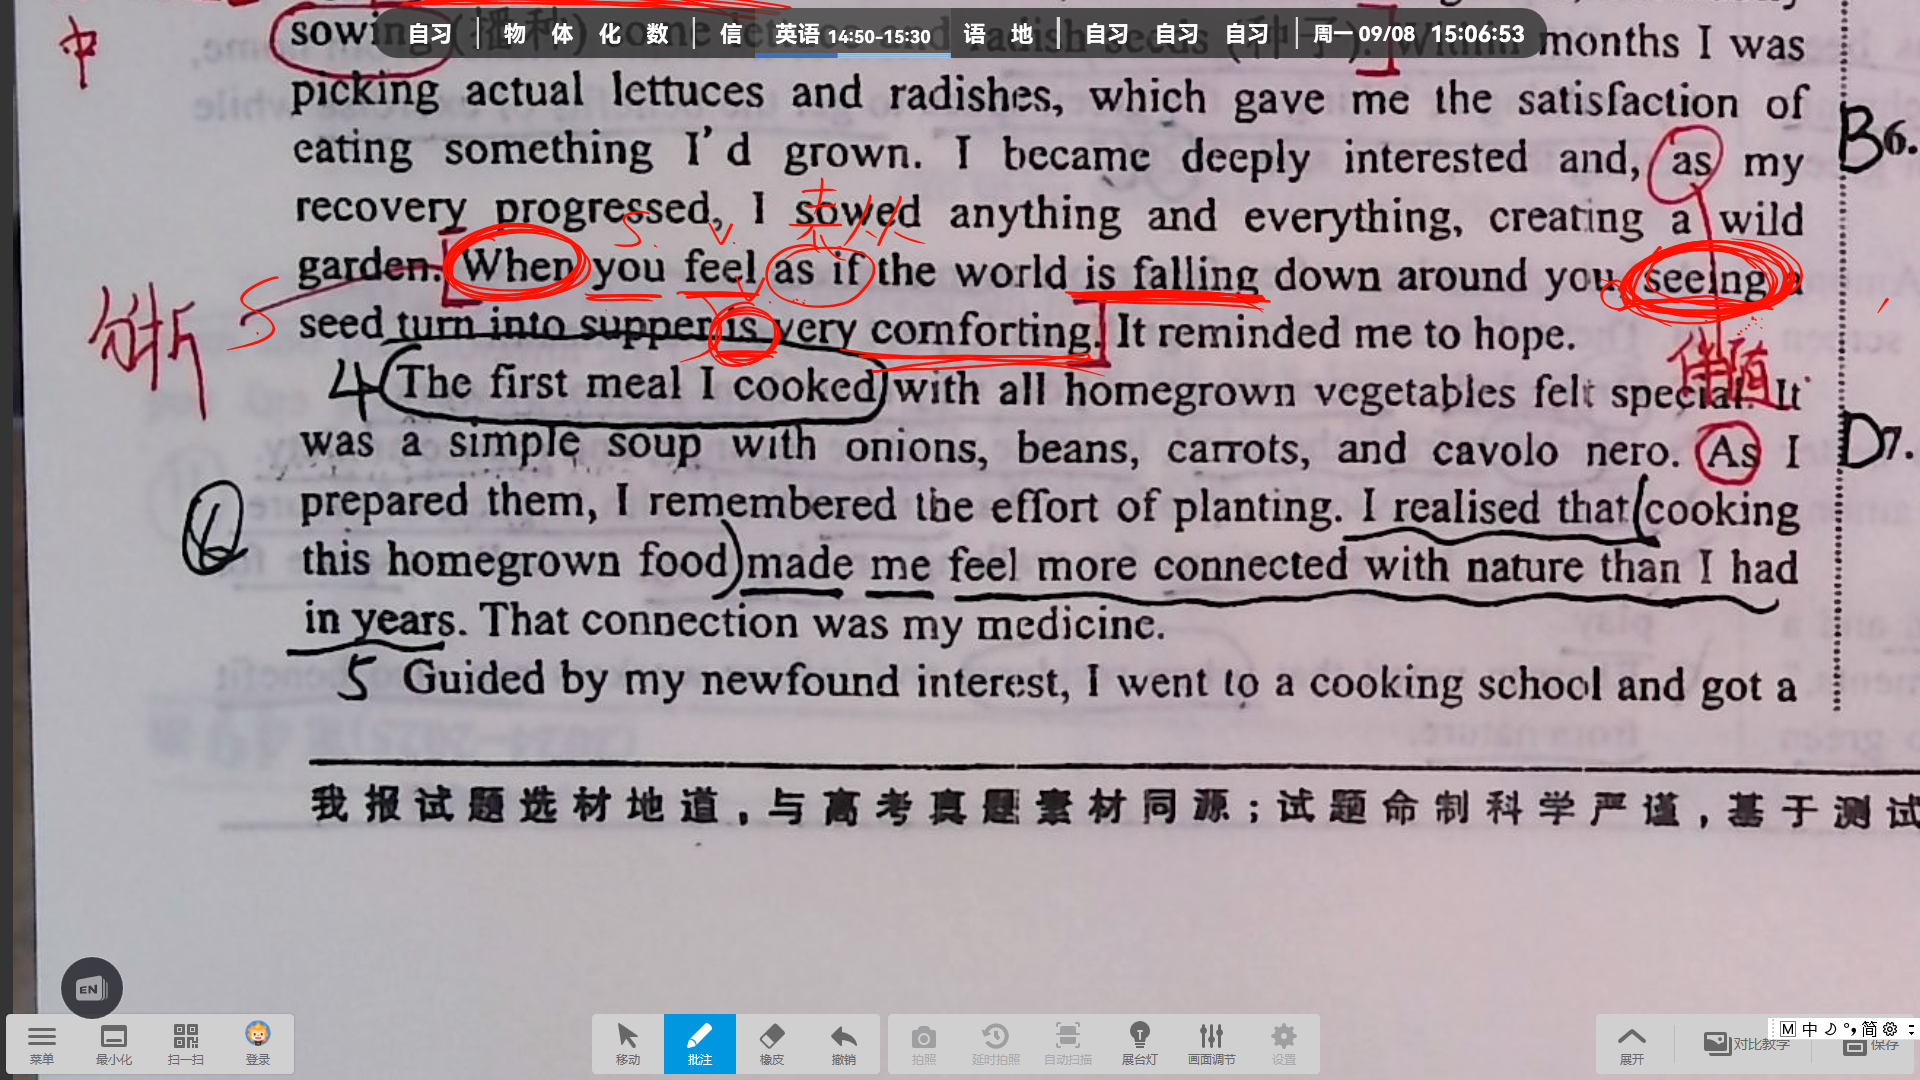 自习 物 体 化 数 信 英语 14:50-15:30 语 地 自习 自习 自习 周一 09/08 15:06:53
中
sowing months I was
picking actual lettuces and radishes, which gave me the satisfaction of
eating something I'd grown. I became deeply interested and, as my
B6.
recovery progressed, I sowed anything and everything, creating a wild
S. V.
garden. When you feel as if the world is falling down around you, seeing a
分析 S
seed turn into supper is very comforting. It reminded me to hope.
伴随
4 The first meal I cooked with all homegrown vegetables felt special. It
was a simple soup with onions, beans, carrots, and cavolo nero. As I
D7.
prepared them, I remembered the effort of planting. I realised that cooking
this homegrown food made me feel more connected with nature than I had
in years. That connection was my medicine.
5 Guided by my newfound interest, I went to a cooking school and got a
我报试题选材地道，与高考真题素材同源；试题命制科学严谨，基于测试
EN
菜单 最小化 扫一扫 登录 移动 批注 橡皮 撤销 拍照 延时拍照 自动扫描 展台灯 画面调节 设置 展开 对比教学 保存
M 中 简